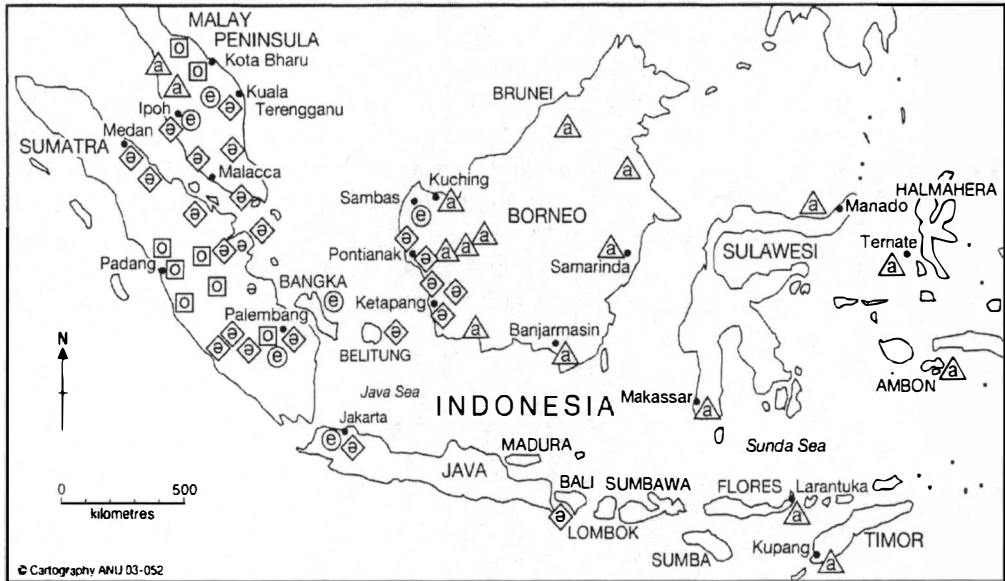 MALAY
PENINSULA
o
Kota Bharu
a
o
a
Kuala
Terengganu
e
ə
Ipoh
e
ə
Medan
ə
SUMATRA
ə
ə
ə
Malacca
ə
ə
ə
ə
ə
o
o
o
Padang
o
o
ə
BANGKA
e
Palembang
ə
o
ə
ə
ə
e
BELITUNG
ə
BRUNEI
a
a
Kuching
Sambas
a
e
BORNEO
ə
a
a
a
Pontianak
ə
a
Samarinda
ə
ə
Ketapang
ə
a
Banjarmasin
a
a
Manado
HALMAHERA
SULAWESI
Ternate
a
AMBON
a
Makassar
a
Java Sea
INDONESIA
Sunda Sea
Jakarta
e
ə
MADURA
JAVA
BALI
SUMBAWA
ə
LOMBOK
FLORES
Larantuka
a
SUMBA
Kupang
TIMOR
a
N
0
500
kilometres
© Cartography ANU 03-052